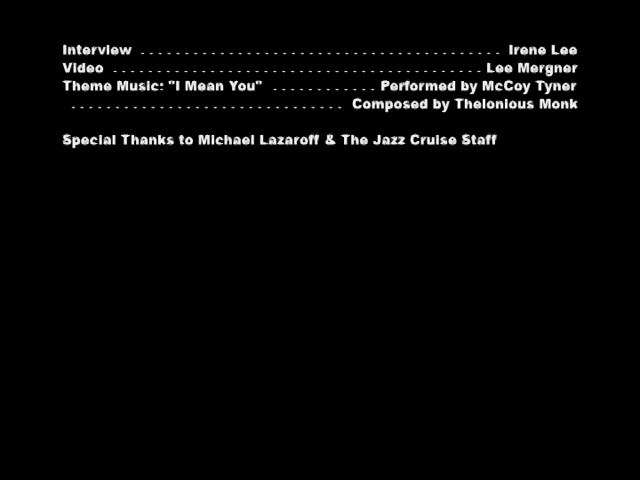 Interview ......................................... Irene Lee
Video .......................................... Lee Mergner
Theme Music: "I Mean You" ............ Performed by McCoy Tyner
............................... Composed by Thelonious Monk
Special Thanks to Michael Lazaroff & The Jazz Cruise Staff